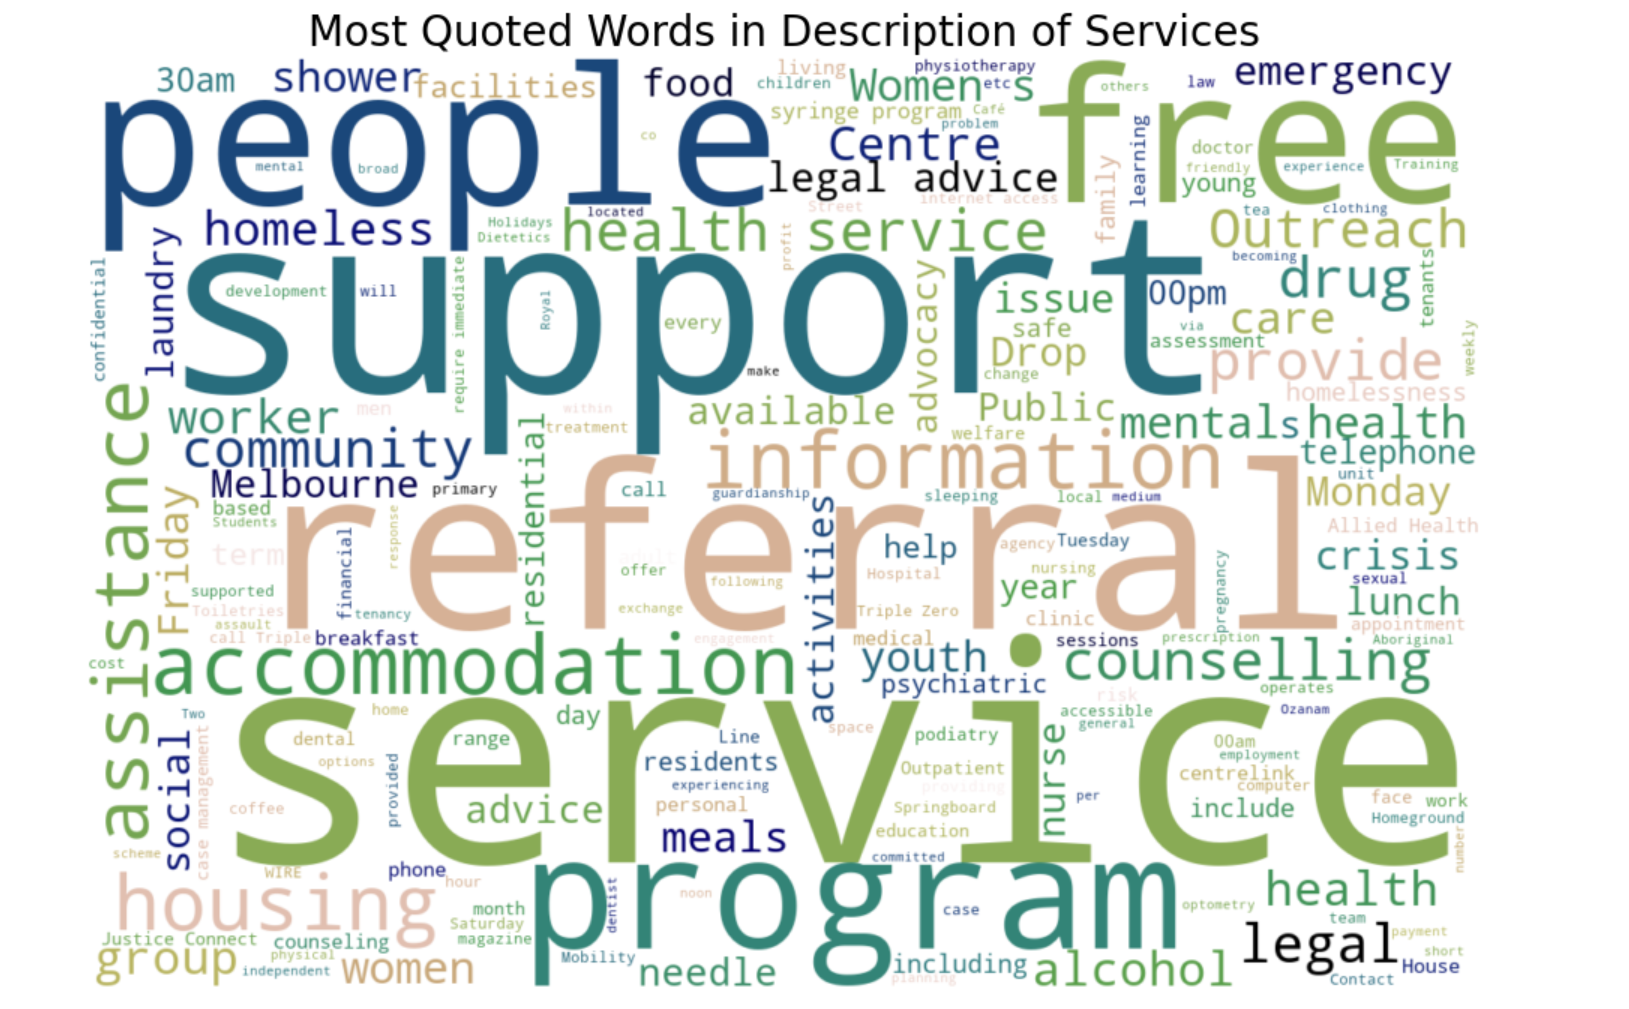 Most Quoted Words in Description of Services
30am
shower
facilities
people
food
living
children
physiotherapy
etc
Women s
syringe program
Café
problem
Centre
legal advice
free
others
law
emergency
co
mental
broad
doctor
friendly
young
experience
Training
learning
family
internet access
Street
located
homeless
Holidays
Dietetics
health service
profit
tea
clothing
Outreach
becoming
laundry
confidential
support
development
will
require immediate
Royal
every
make
advocacy
issue
safe
Drop
change
00pm
via
assessment
drug
care
tenants
provide
weekly
homelessness
assistance
worker
men
community
within
treatment
available
Public
welfare
mentals health
telephone
unit
Melbourne
primary
residential
information
call
guardianship
sleeping
local
medium
Monday
Friday
based
Students
term
referral
financial
response
supported
Toiletries
assault
call Triple
tenancy
breakfast
adult
offer
following
exchange
engagement
activities
help
Hospital
Triple Zero
medical
agency
Tuesday
nursing
year
clinic
sessions
pregnancy
prescription
Allied Health
crisis
sexual
lunch
appointment
Aboriginal
cost
accommodation
youth
psychiatric
counselling
risk
accessible
general
operates
Ozanam
service
Two
home
day
social
case management
dental
options
provided
range
coffee
advice
Line
residents
experiencing
personal
meals
space
podiatry
Outpatient
providing
Springboard
education
committed
nurse
per
00am
employment
centrelink
computer
include
face
work
Homeground
number
scheme
WIRE
phone
hour
housing
month
Saturday
magazine
program
dentist
noon
case
optometry
health
team
Justice Connect
counseling
physical
independent
group
women
Mobility
needle
including
planning
alcohol
legal
payment
short
House
Contact